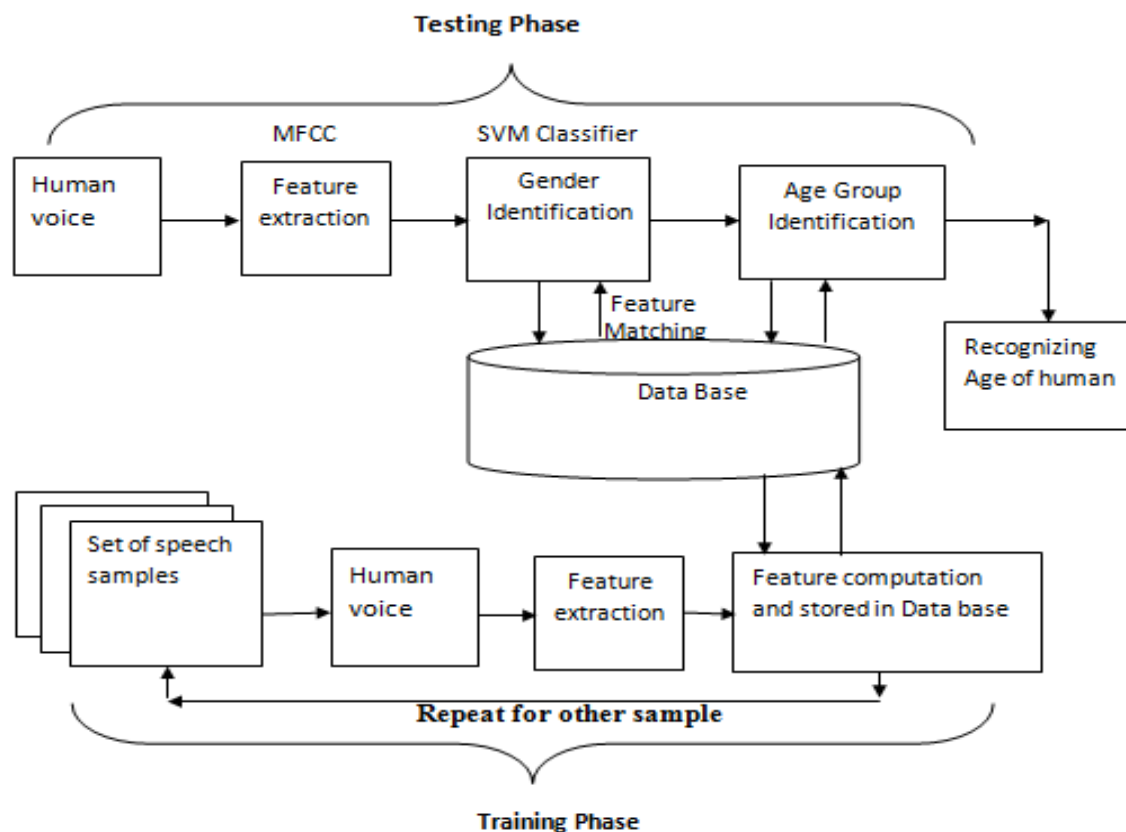 Testing Phase
MFCC
SVM Classifier
Human
voice
Feature
extraction
Gender
Identification
Age Group
Identification
Feature
Matching
Recognizing
Age of human
Data Base
Set of speech
samples
Human
voice
Feature
extraction
Feature computation
and stored in Data base
Repeat for other sample
Training Phase